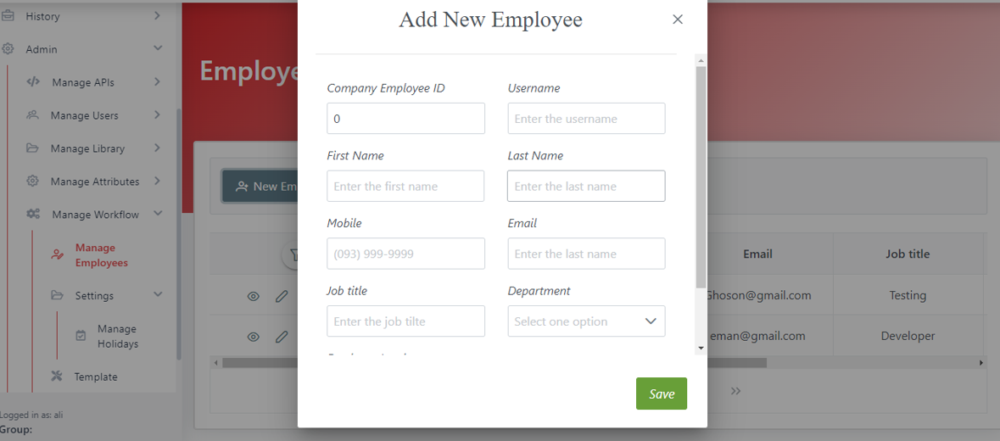 History
Admin
Manage APIs
Manage Users
Manage Library
Manage Attributes
Manage Workflow
Manage
Employees
Settings
Manage
Holidays
Template
Logged in as: ali
Group:
Employe
New Em
Add New Employee
Company Employee ID
Username
0
Enter the username
First Name
Last Name
Enter the first name
Enter the last name
Mobile
Email
(093) 999-9999
Enter the last name
Job title
Department
Enter the job tilte
Select one option
Save
Email
Job title
Ghoson@gmail.com
Testing
eman@gmail.com
Developer